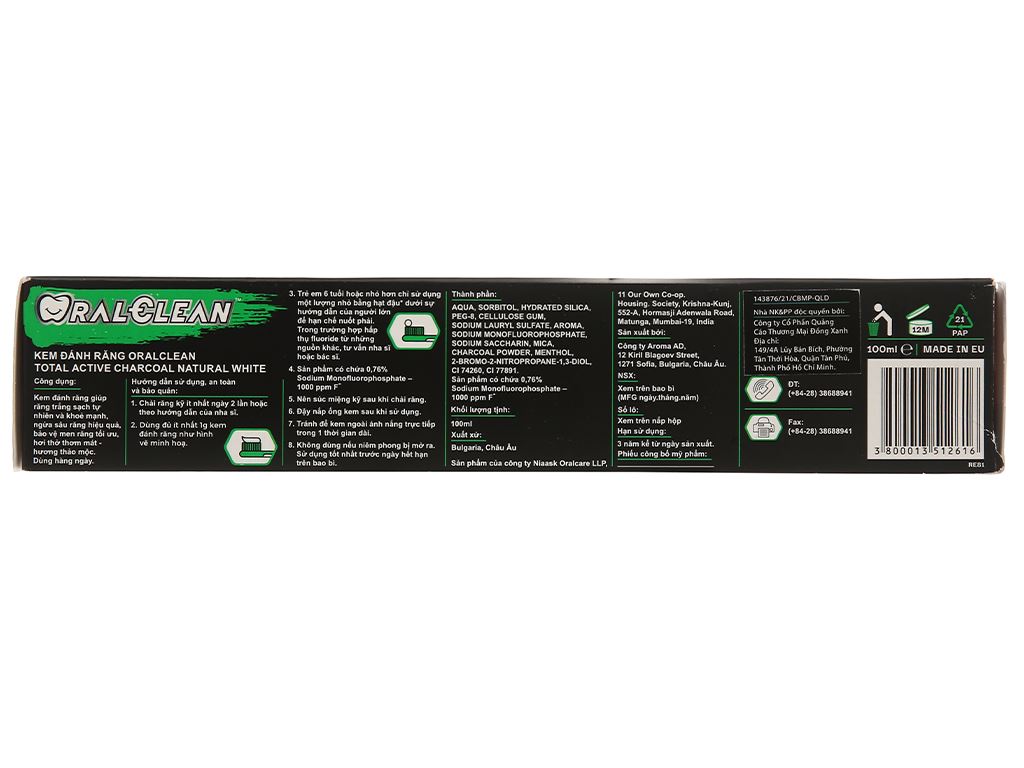 ORALCLEAN™
KEM ĐÁNH RĂNG ORALCLEAN
TOTAL ACTIVE CHARCOAL NATURAL WHITE
Công dụng:
Kem đánh răng giúp
răng trắng sạch tự
nhiên và khoẻ mạnh,
ngừa sâu răng hiệu quả,
bảo vệ men răng tối ưu,
hơi thở thơm mát -
hương thảo mộc.
Dùng hàng ngày.
Hướng dẫn sử dụng, an toàn
và bảo quản:
1. Chải răng kỹ ít nhất ngày 2 lần hoặc
theo hướng dẫn của nha sĩ.
2. Dùng đủ ít nhất 1g kem
đánh răng như hình
vẽ minh hoạ.
3. Trẻ em 6 tuổi hoặc nhỏ hơn chỉ sử dụng
một lượng nhỏ bằng hạt đậu* dưới sự
hướng dẫn của người lớn
để hạn chế nuốt phải.
Trong trường hợp hấp
thụ fluoride từ những
nguồn khác, tư vấn nha sĩ
hoặc bác sĩ.
4. Sản phẩm có chứa 0,76%
Sodium Monofluorophosphate –
1000 ppm F⁻
5. Nên súc miệng kỹ sau khi chải răng.
6. Đậy nắp ống kem sau khi sử dụng.
7. Tránh để kem ngoài ánh nắng trực tiếp
trong 1 thời gian dài.
8. Không dùng nếu niêm phong bị mở ra.
Sử dụng tốt nhất trước ngày hết hạn
trên bao bì.
Thành phần:
AQUA, SORBITOL, HYDRATED SILICA,
PEG-8, CELLULOSE GUM,
SODIUM LAURYL SULFATE, AROMA,
SODIUM MONOFLUOROPHOSPHATE,
SODIUM SACCHARIN, MICA,
CHARCOAL POWDER, MENTHOL,
2-BROMO-2-NITROPROPANE-1,3-DIOL,
CI 74260, CI 77891.
Sản phẩm có chứa 0,76%
Sodium Monofluorophosphate –
1000 ppm F⁻
Khối lượng tịnh:
100ml
Xuất xứ:
Bulgaria, Châu Âu
Sản phẩm của công ty Niaask Oralcare LLP,
11 Our Own Co-op.
Housing. Society, Krishna-Kunj,
552-A, Hormasji Adenwala Road,
Matunga, Mumbai-19, India
Sản xuất bởi:
Công ty Aroma AD,
12 Kiril Blagoev Street,
1271 Sofia, Bulgaria, Châu Âu.
NSX:
Xem trên bao bì
(MFG ngày.tháng.năm)
Số lô:
Xem trên nắp hộp
Hạn sử dụng:
3 năm kể từ ngày sản xuất.
Phiếu công bố mỹ phẩm:
143876/21/CBMP-QLD
Nhà NK&PP độc quyền bởi:
Công ty Cổ Phần Quảng
Cáo Thương Mại Đồng Xanh
Địa chỉ:
149/4A Lũy Bán Bích, Phường
Tân Thới Hòa, Quận Tân Phú,
Thành Phố Hồ Chí Minh.
ĐT:
(+84-28) 38688941
Fax:
(+84-28) 38688941
12M
21
PAP
100ml ℮ MADE IN EU
3 800013 512616
RE81